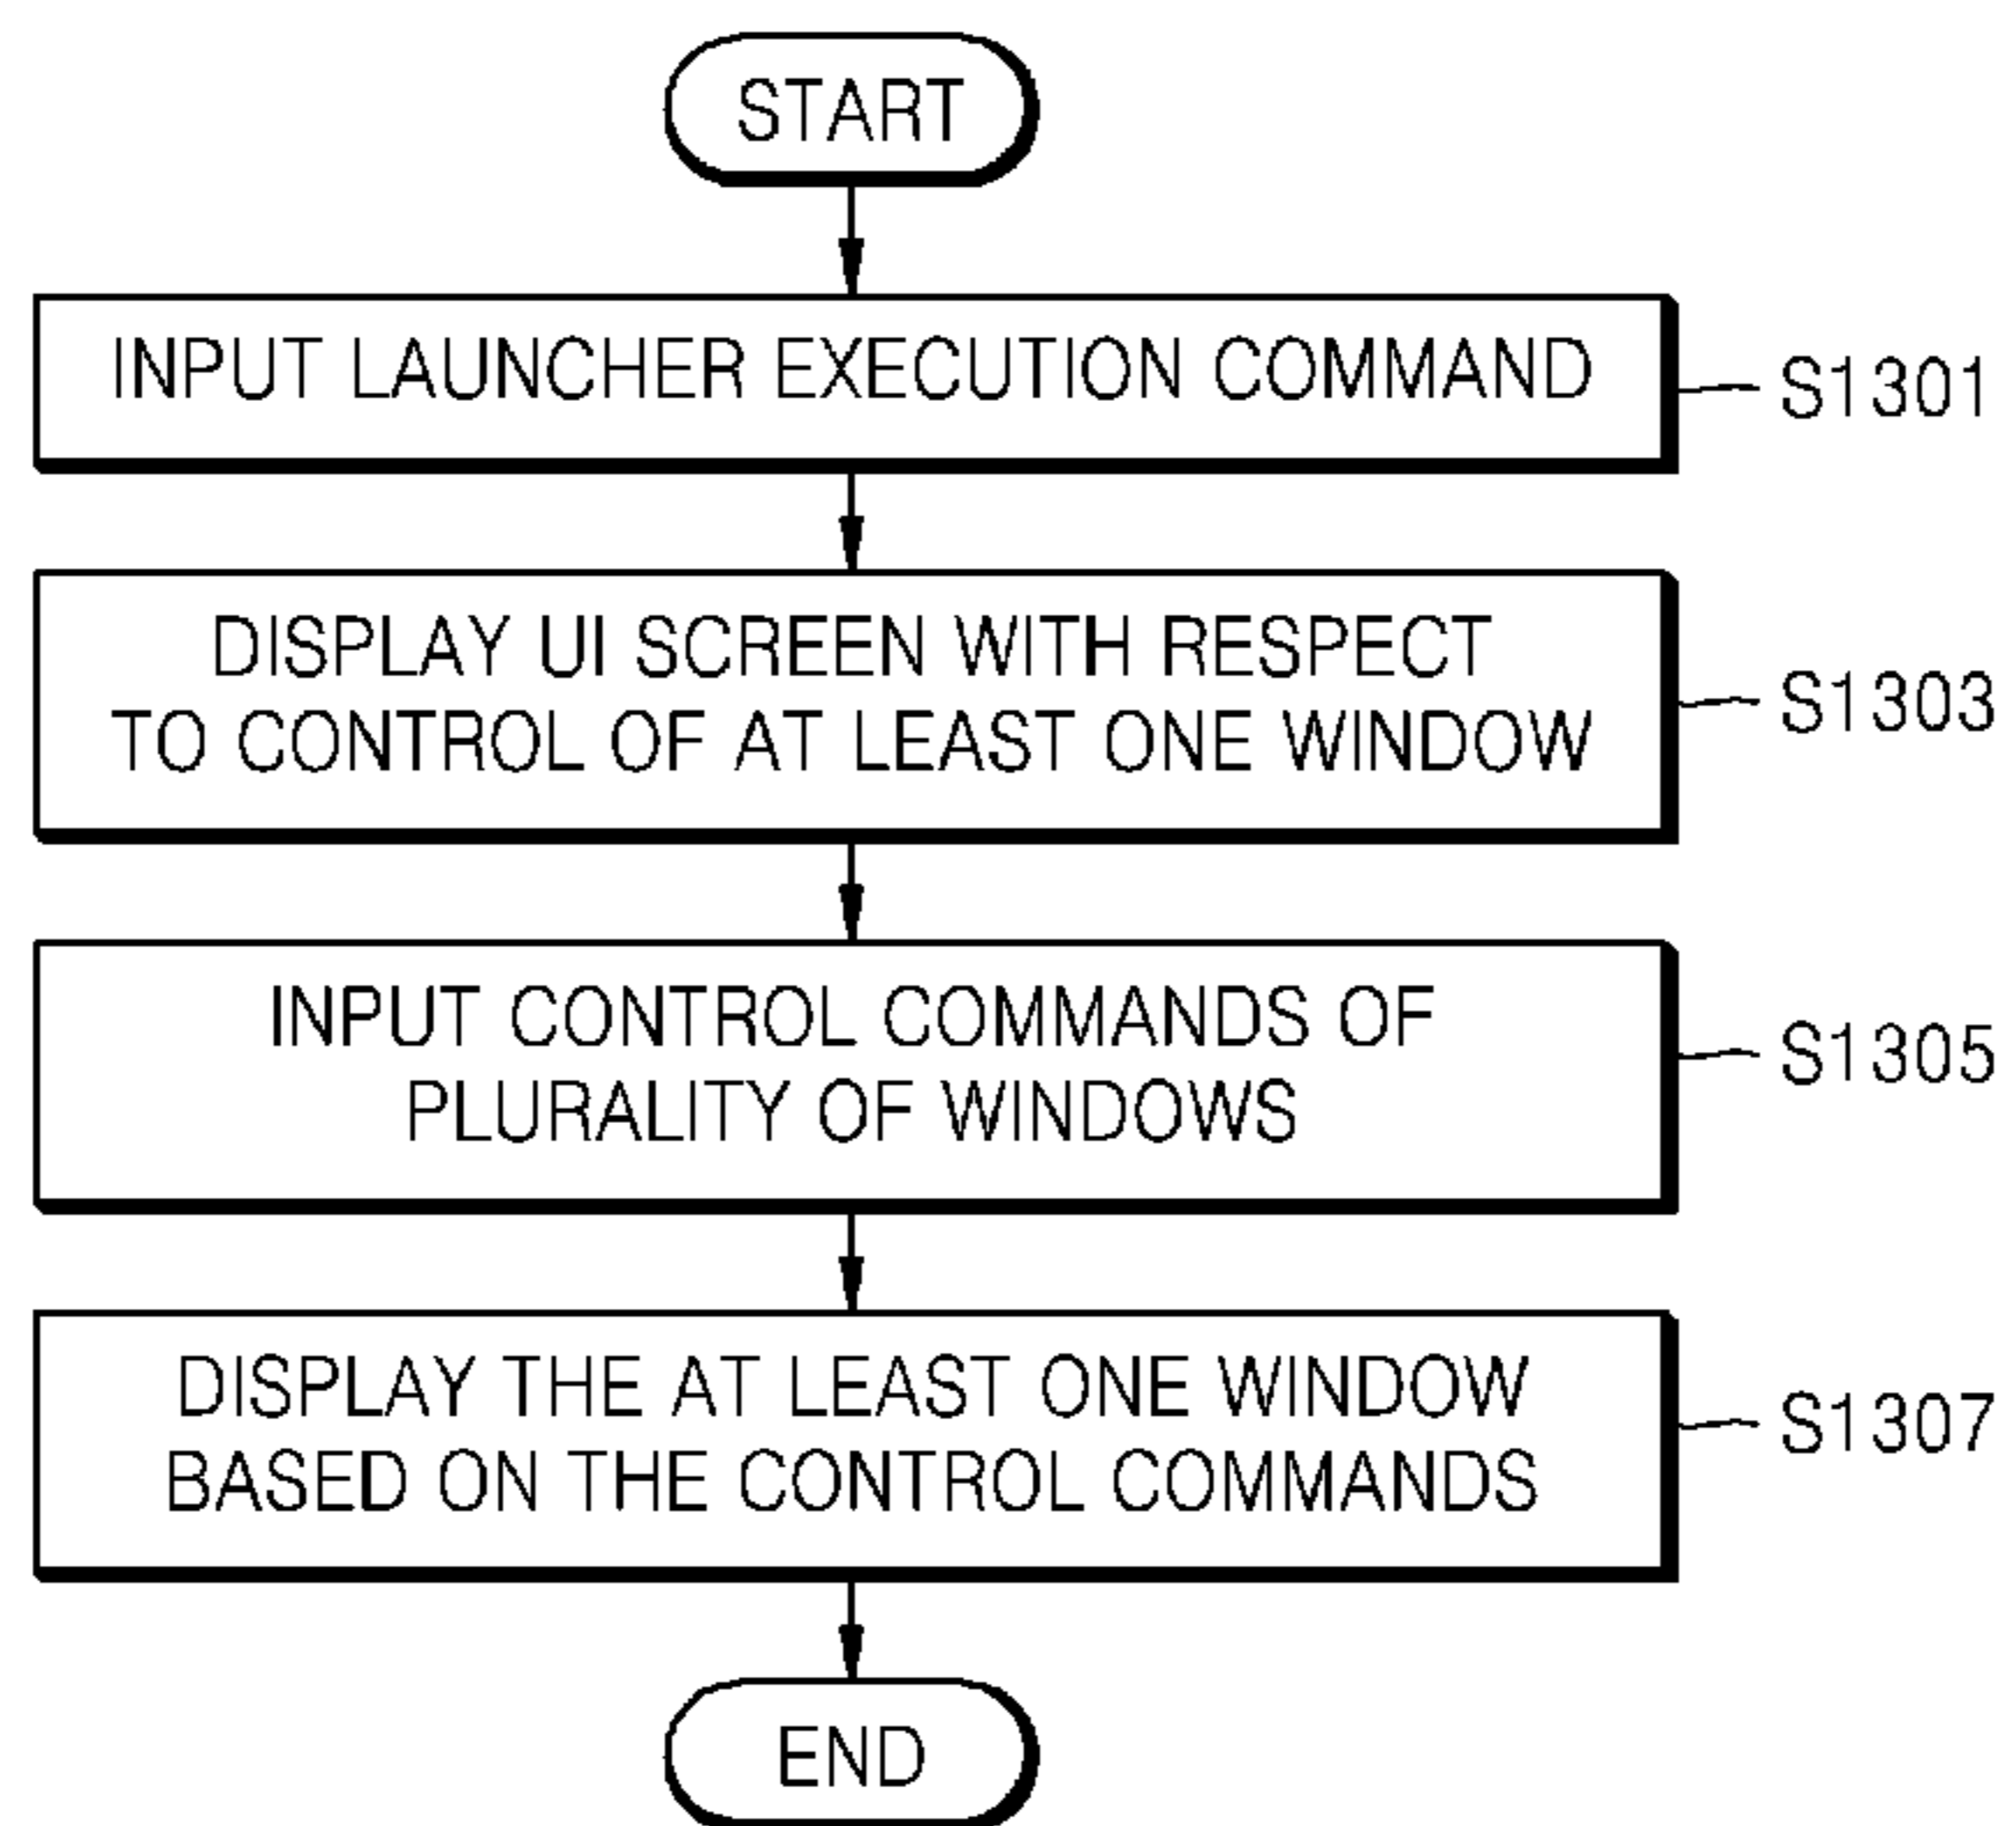 START
INPUT LAUNCHER EXECUTION COMMAND
S1301
DISPLAY UI SCREEN WITH RESPECT
TO CONTROL OF AT LEAST ONE WINDOW
S1303
INPUT CONTROL COMMANDS OF
PLURALITY OF WINDOWS
S1305
DISPLAY THE AT LEAST ONE WINDOW
BASED ON THE CONTROL COMMANDS
S1307
END